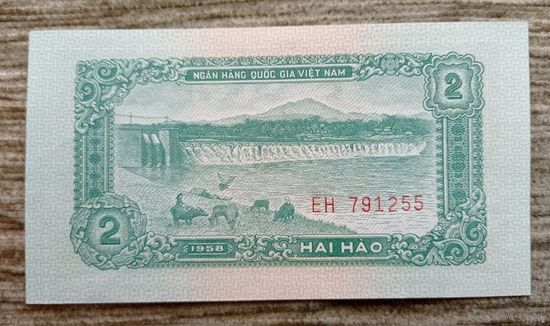 NGÂN HÀNG QUỐC GIA VIỆT NAM
2
EH 791255
2
1958
HAI HÀO